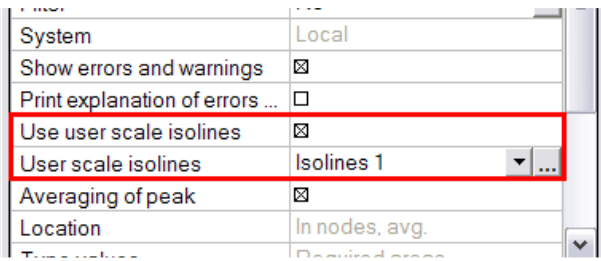 System Local
Show errors and warnings
Print explanation of errors ...
Use user scale isolines
User scale isolines Isolines 1 ...
Averaging of peak
Location In nodes, avg.